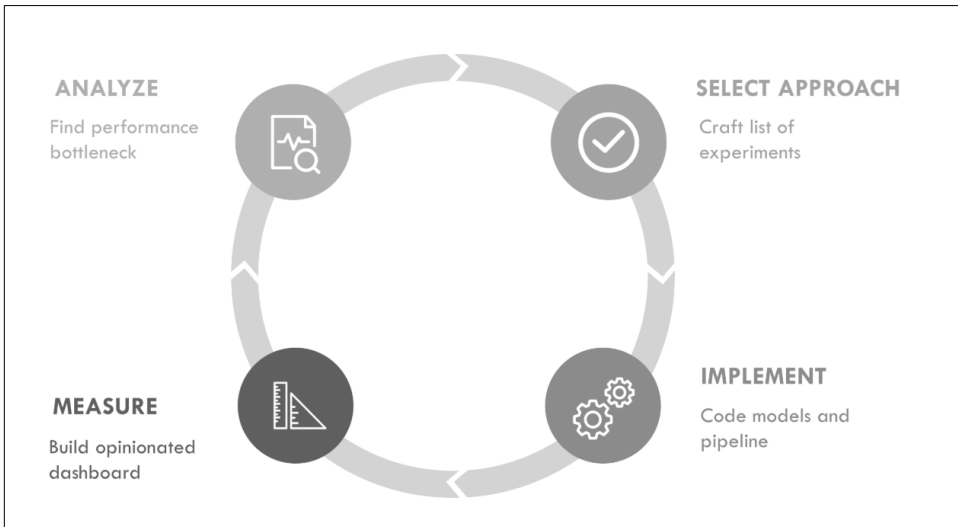 ANALYZE
Find performance
bottleneck
SELECT APPROACH
Craft list of
experiments
MEASURE
Build opinionated
dashboard
IMPLEMENT
Code models and
pipeline